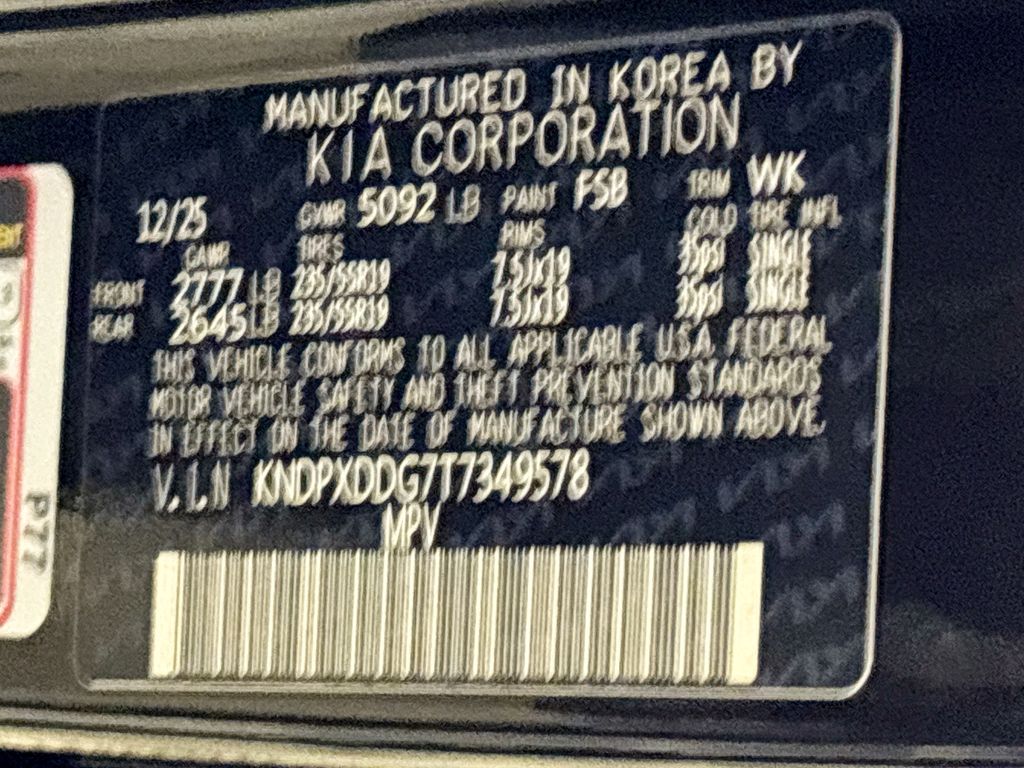 MANUFACTURED IN KOREA BY
KIA CORPORATION
12/25 GVWR 5092 LB PAINT FSB TRIM WK
GAWR TIRES RIMS COLD TIRE INFL
FRONT 2777 LB 235/55R19 7.5Jx19 35psi SINGLE
REAR 2645 LB 235/55R19 7.5Jx19 35psi SINGLE
THIS VEHICLE CONFORMS TO ALL APPLICABLE U.S.A. FEDERAL
MOTOR VEHICLE SAFETY AND THEFT PREVENTION STANDARDS
IN EFFECT ON THE DATE OF MANUFACTURE SHOWN ABOVE.
V.I.N KNDPXDDG7T7349578
MPV
P77